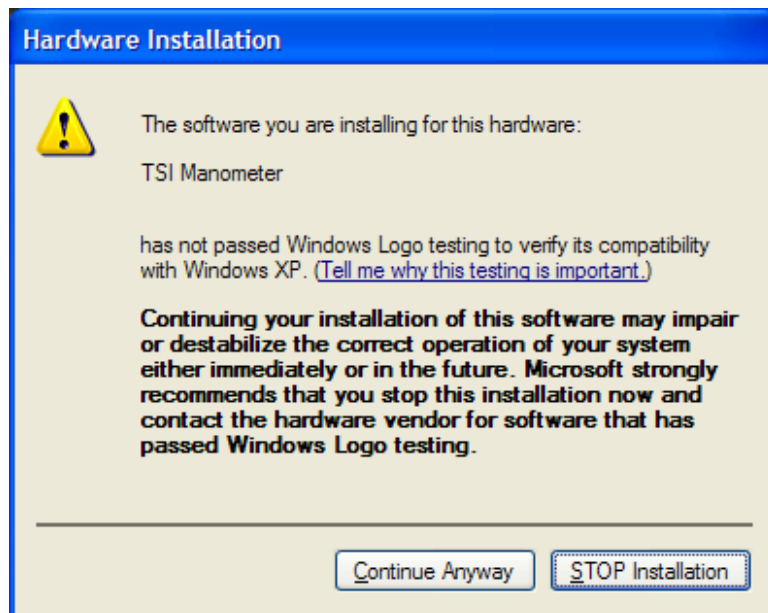 Hardware Installation
The software you are installing for this hardware:
TSI Manometer
has not passed Windows Logo testing to verify its compatibility
with Windows XP. (Tell me why this testing is important.)
Continuing your installation of this software may impair
or destabilize the correct operation of your system
either immediately or in the future. Microsoft strongly
recommends that you stop this installation now and
contact the hardware vendor for software that has
passed Windows Logo testing.
Continue Anyway
STOP Installation